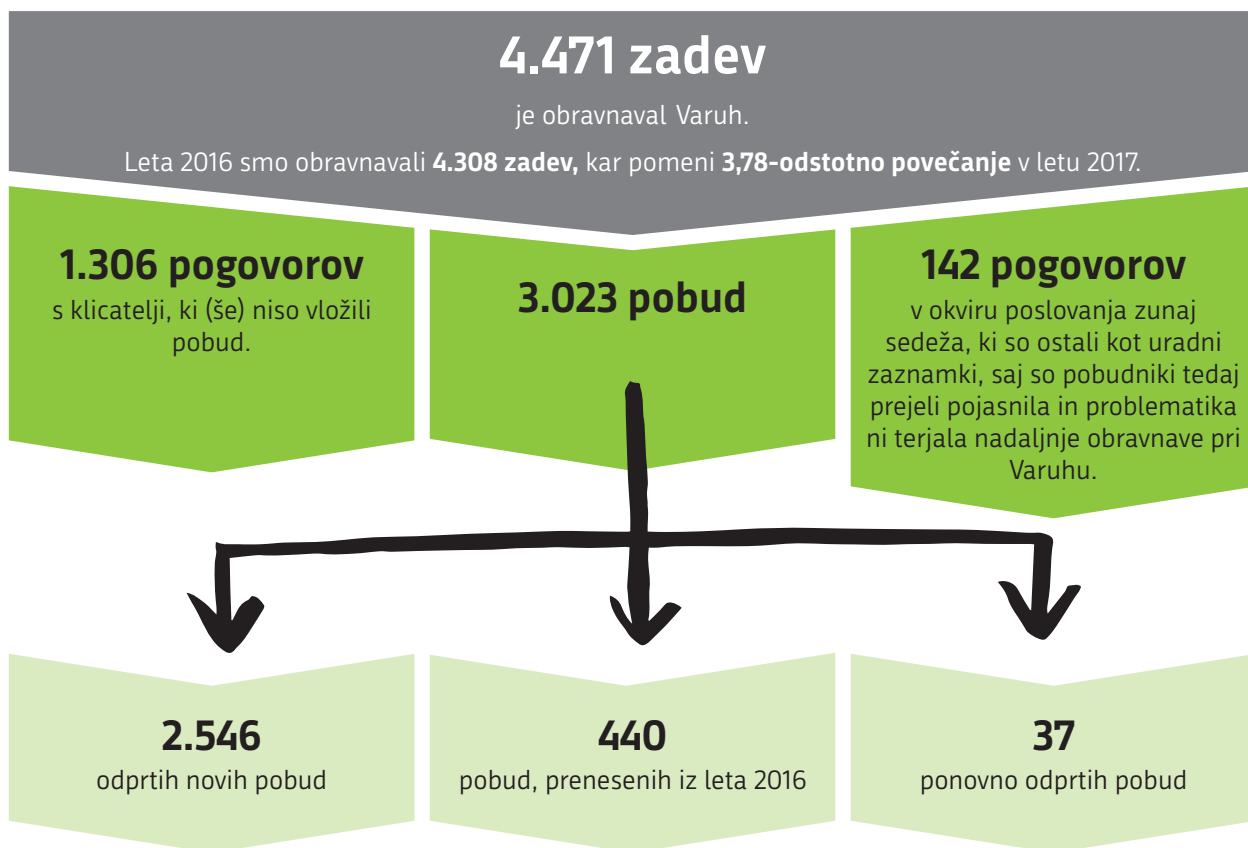 4.471 zadev
je obravnaval Varuh.
Leta 2016 smo obravnavali 4.308 zadev, kar pomeni 3,78-odstotno povečanje v letu 2017.
1.306 pogovorov
s klicatelji, ki (še) niso vložili
pobud.
3.023 pobud
142 pogovorov
v okviru poslovanja zunaj
sedeža, ki so ostali kot uradni
zaznamki, saj so pobudniki tedaj
prejeli pojasnila in problematika
ni terjala nadaljnje obravnave pri
Varuhu.
2.546
odprtih novih pobud
440
pobud, prenesenih iz leta 2016
37
ponovno odprtih pobud